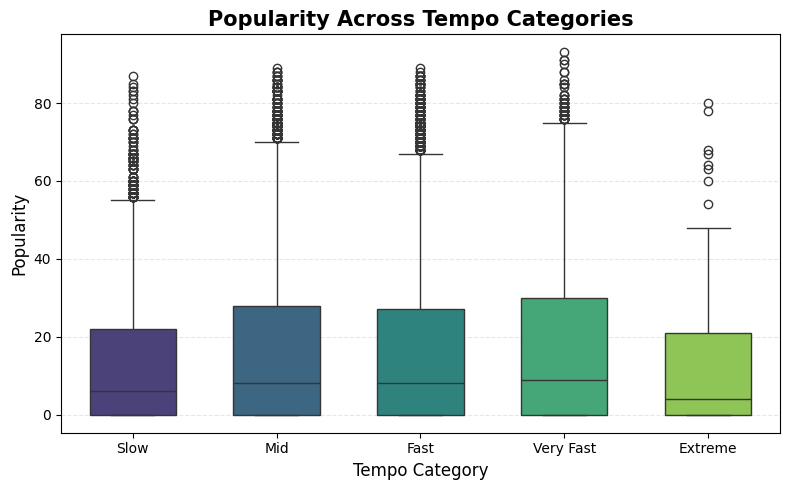 Popularity Across Tempo Categories
Popularity
80
60
40
20
0
Slow Mid Fast Very Fast Extreme
Tempo Category